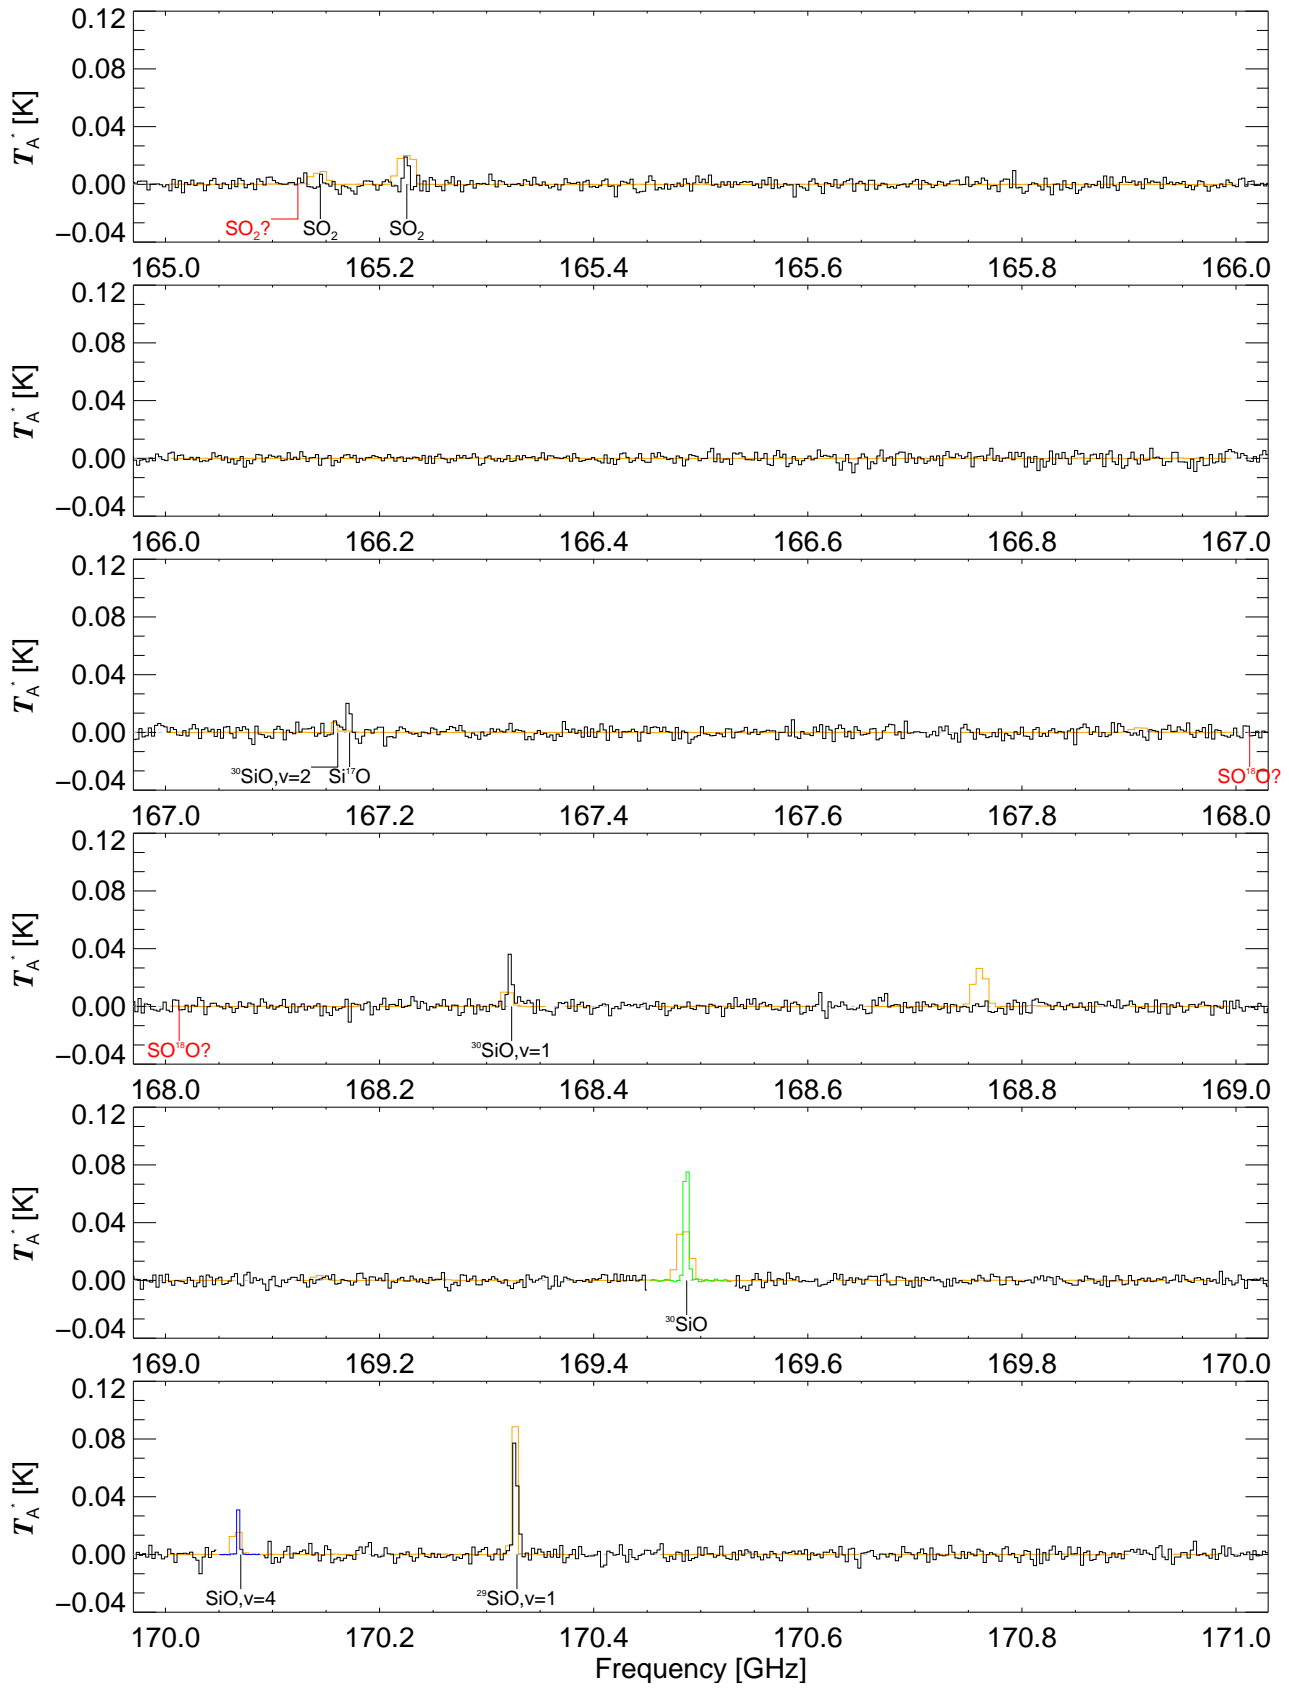 0.12
0.08
0.04
0.00
−0.04
T*A [K]
SO2? SO2 SO2
165.0 165.2 165.4 165.6 165.8 166.0
0.12
0.08
0.04
0.00
−0.04
T*A [K]
166.0 166.2 166.4 166.6 166.8 167.0
0.12
0.08
0.04
0.00
−0.04
T*A [K]
30SiO,v=2 Si17O SO18O?
167.0 167.2 167.4 167.6 167.8 168.0
0.12
0.08
0.04
0.00
−0.04
T*A [K]
SO18O? 30SiO,v=1
168.0 168.2 168.4 168.6 168.8 169.0
0.12
0.08
0.04
0.00
−0.04
T*A [K]
30SiO
169.0 169.2 169.4 169.6 169.8 170.0
0.12
0.08
0.04
0.00
−0.04
T*A [K]
SiO,v=4 29SiO,v=1
170.0 170.2 170.4 170.6 170.8 171.0
Frequency [GHz]